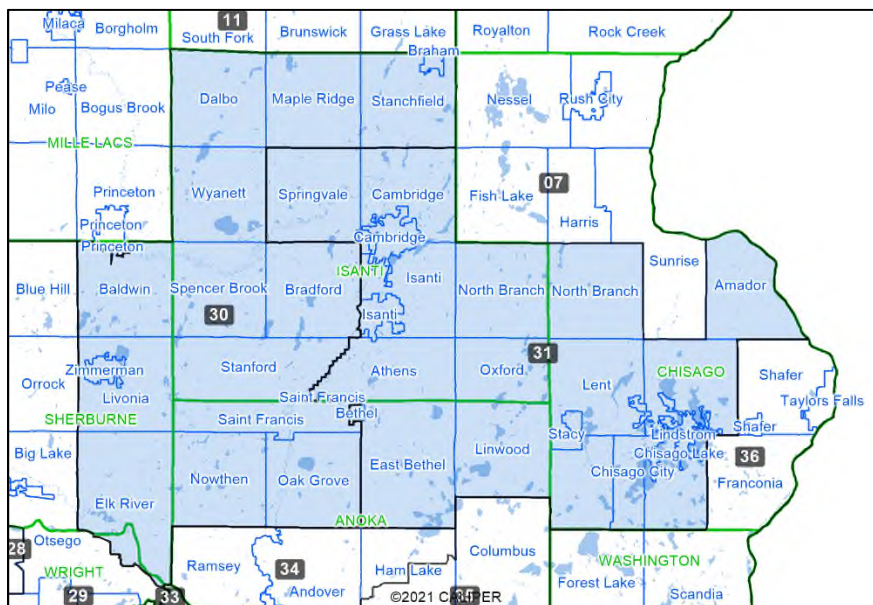 Milaca
Borgholm
11
South Fork
Brunswick
Grass Lake
Royalton
Rock Creek
Braham
Pease
Milo
Bogus Brook
Dalbo
Maple Ridge
Stanchfield
Nessel
Rush City
MILLE LACS
Princeton
Wyanett
Springvale
Cambridge
Fish Lake
07
Harris
Princeton
Princeton
Cambridge
Sunrise
Blue Hill
Baldwin
Spencer Brook
Bradford
ISANTI
Isanti
North Branch
North Branch
Amador
30
Isanti
31
Zimmerman
Stanford
Athens
Oxford
Lent
CHISAGO
Shafer
Orrock
Livonia
Saint Francis
Taylors Falls
SHERBURNE
Saint Francis
Bethel
Stacy
Lindstrom
Shafer
Big Lake
Nowthen
Oak Grove
East Bethel
Linwood
Chisago Lake
Chisago City
36
Franconia
Elk River
ANOKA
Otsego
28
Ramsey
34
Columbus
WASHINGTON
WRIGHT
Andover
Ham Lake
Forest Lake
29
33
©2021 CALIPER
Scandia